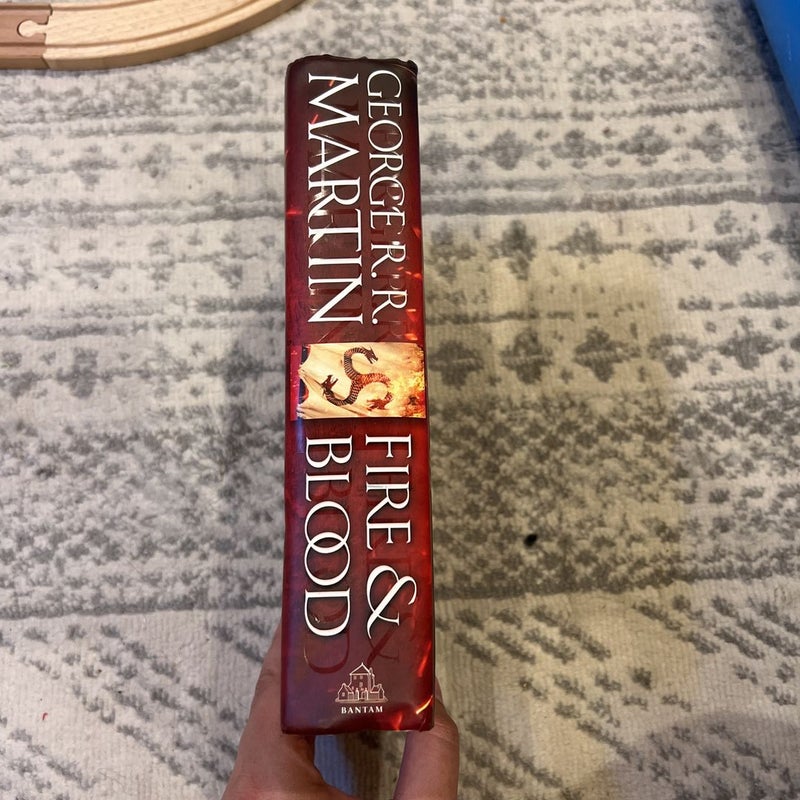 GEORGE R. R.
MARTIN
FIRE &
BLOOD
BANTAM